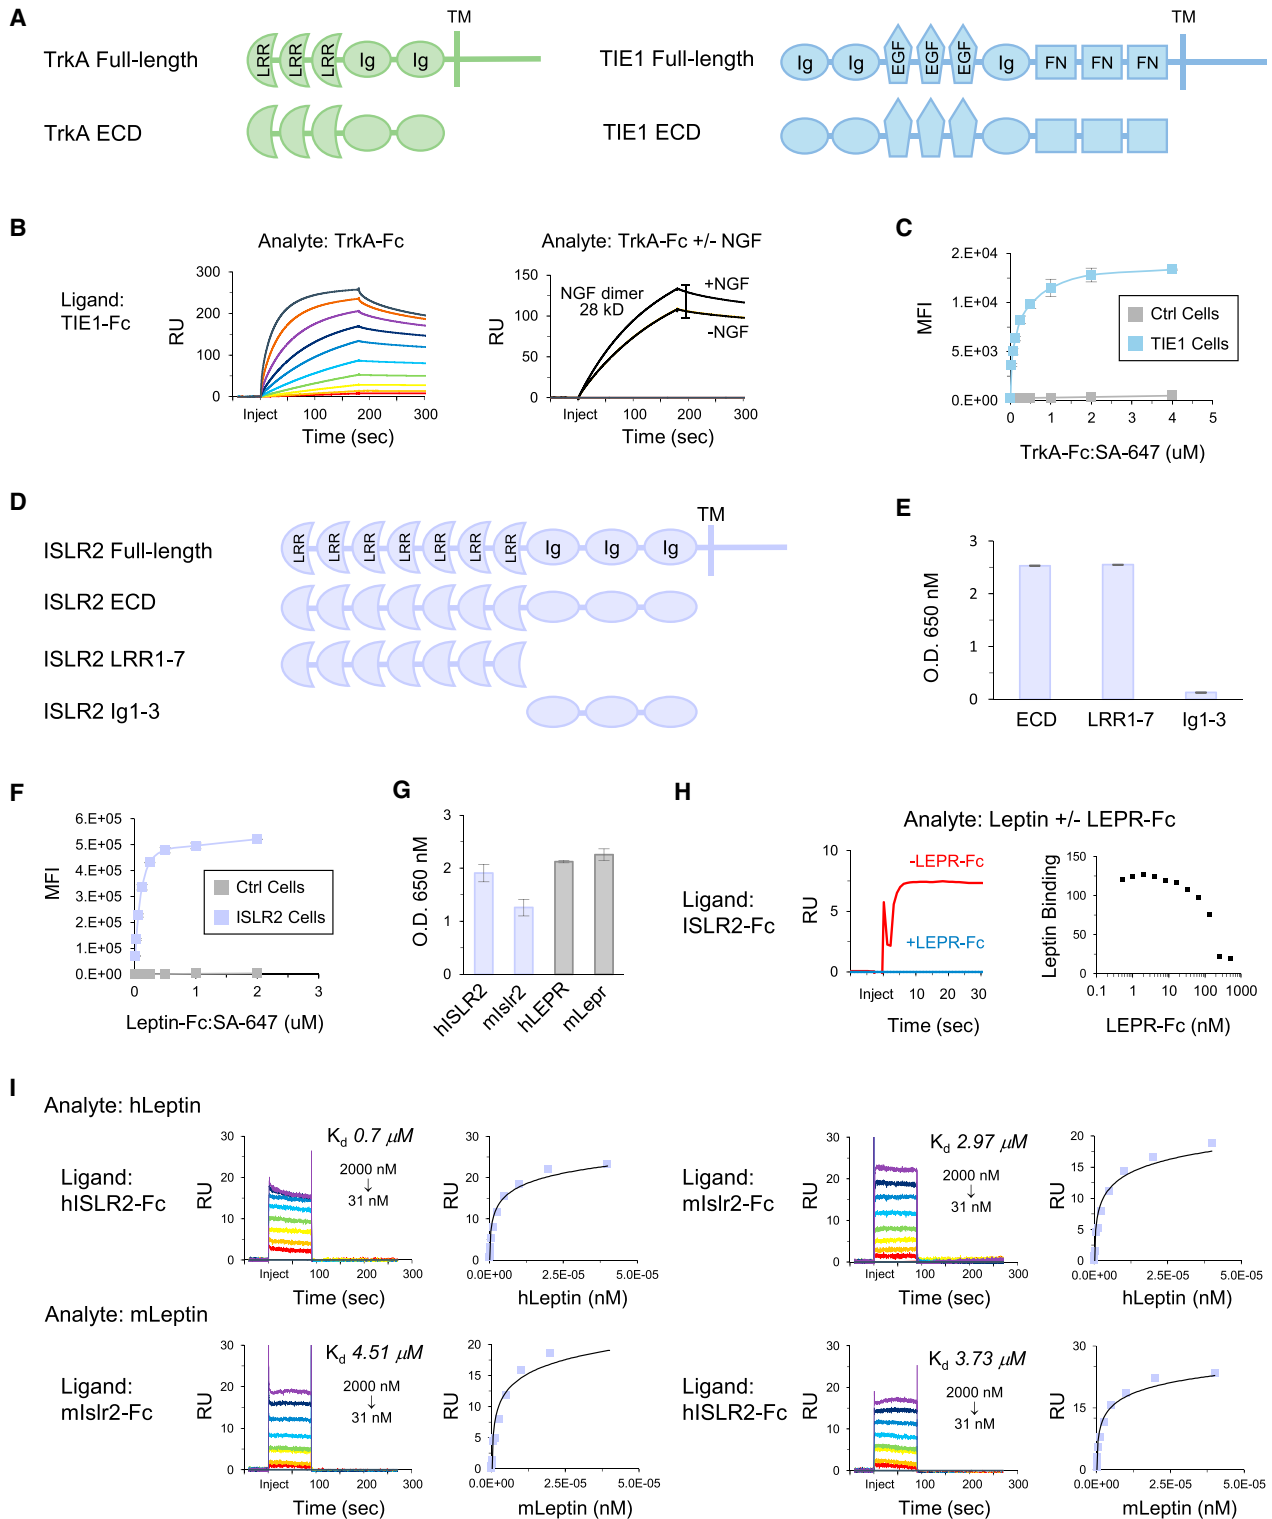 A
TrkA Full-length
LRR LRR LRR Ig Ig
TM
TrkA ECD
TIE1 Full-length
Ig Ig EGF EGF EGF Ig FN FN FN
TM
TIE1 ECD
B
Ligand:
TIE1-Fc
Analyte: TrkA-Fc
RU
300
200
100
0
Inject 100 200 300
Time (sec)
Analyte: TrkA-Fc +/- NGF
RU
150
100
50
0
NGF dimer
28 kD
+NGF
-NGF
Inject 100 200 300
Time (sec)
C
MFI
2.E+04
1.E+04
5.E+03
0.E+00
Ctrl Cells
TIE1 Cells
0 1 2 3 4 5
TrkA-Fc:SA-647 (uM)
D
ISLR2 Full-length
LRR LRR LRR LRR LRR LRR LRR Ig Ig Ig
TM
ISLR2 ECD
ISLR2 LRR1-7
ISLR2 Ig1-3
E
O.D. 650 nM
3
2
1
0
ECD LRR1-7 Ig1-3
F
MFI
6.E+05
5.E+05
4.E+05
3.E+05
2.E+05
1.E+05
0.E+00
Ctrl Cells
ISLR2 Cells
0 1 2 3
Leptin-Fc:SA-647 (uM)
G
O.D. 650 nM
3
2
1
0
hISLR2 mIslr2 hLEPR mLepr
H
Analyte: Leptin +/- LEPR-Fc
Ligand:
ISLR2-Fc
RU
10
5
0
-LEPR-Fc
+LEPR-Fc
Inject 10 20 30
Time (sec)
Leptin Binding
150
100
50
0
0.1 1 10 100 1000
LEPR-Fc (nM)
I
Analyte: hLeptin
Ligand:
hISLR2-Fc
RU
30
20
10
0
Kd 0.7 μM
2000 nM
↓
31 nM
Inject 100 200 300
Time (sec)
RU
30
15
0
0.0E+00 2.5E-05 5.0E-05
hLeptin (nM)
Ligand:
mIslr2-Fc
RU
30
20
10
0
Kd 2.97 μM
2000 nM
↓
31 nM
Inject 100 200 300
Time (sec)
RU
20
15
10
5
0
0.0E+00 2.5E-05 5.0E-05
hLeptin (nM)
Analyte: mLeptin
Ligand:
mIslr2-Fc
RU
30
20
10
0
Kd 4.51 μM
2000 nM
↓
31 nM
Inject 100 200 300
Time (sec)
RU
20
15
10
5
0
0.0E+00 2.5E-05 5.0E-05
mLeptin (nM)
Ligand:
hISLR2-Fc
RU
30
20
10
0
Kd 3.73 μM
2000 nM
↓
31 nM
Inject 100 200 300
Time (sec)
RU
30
15
0
0.0E+00 2.5E-05 5.0E-05
mLeptin (nM)